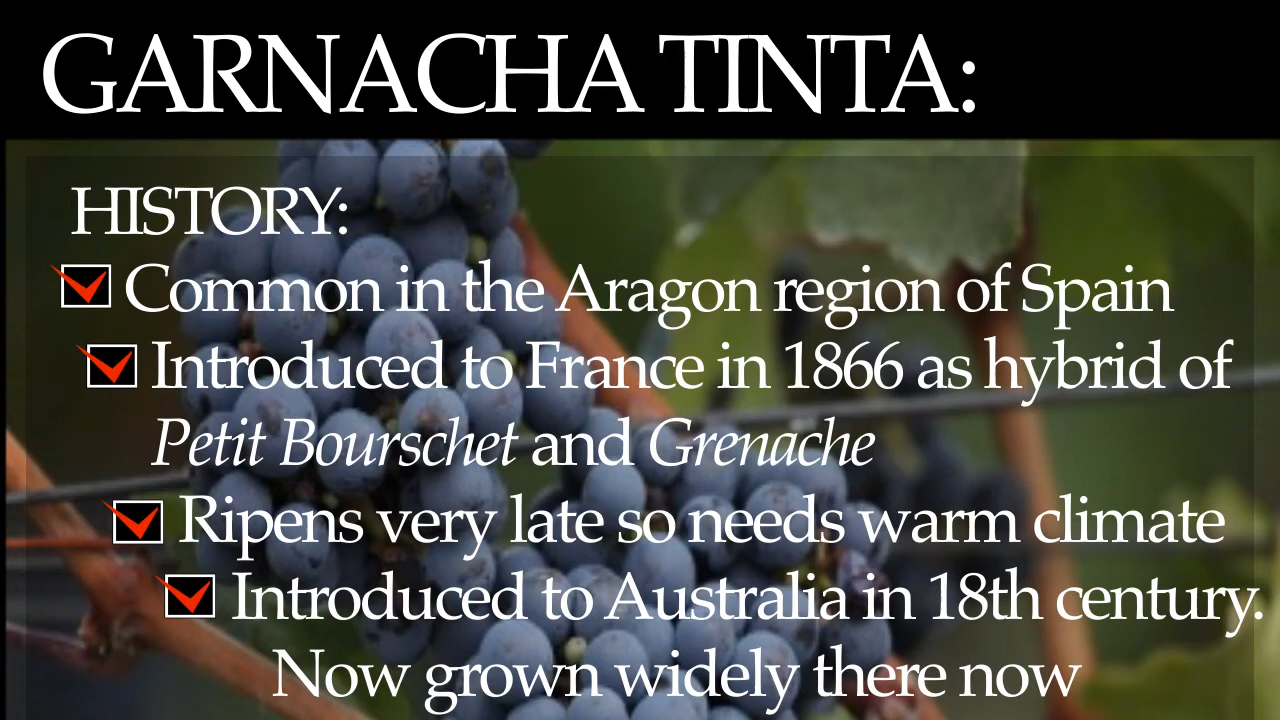 GARNACHA TINTA:
HISTORY:
Common in the Aragon region of Spain
Introduced to France in 1866 as hybrid of
Petit Bourschet and Grenache
Ripens very late so needs warm climate
Introduced to Australia in 18th century.
Now grown widely there now